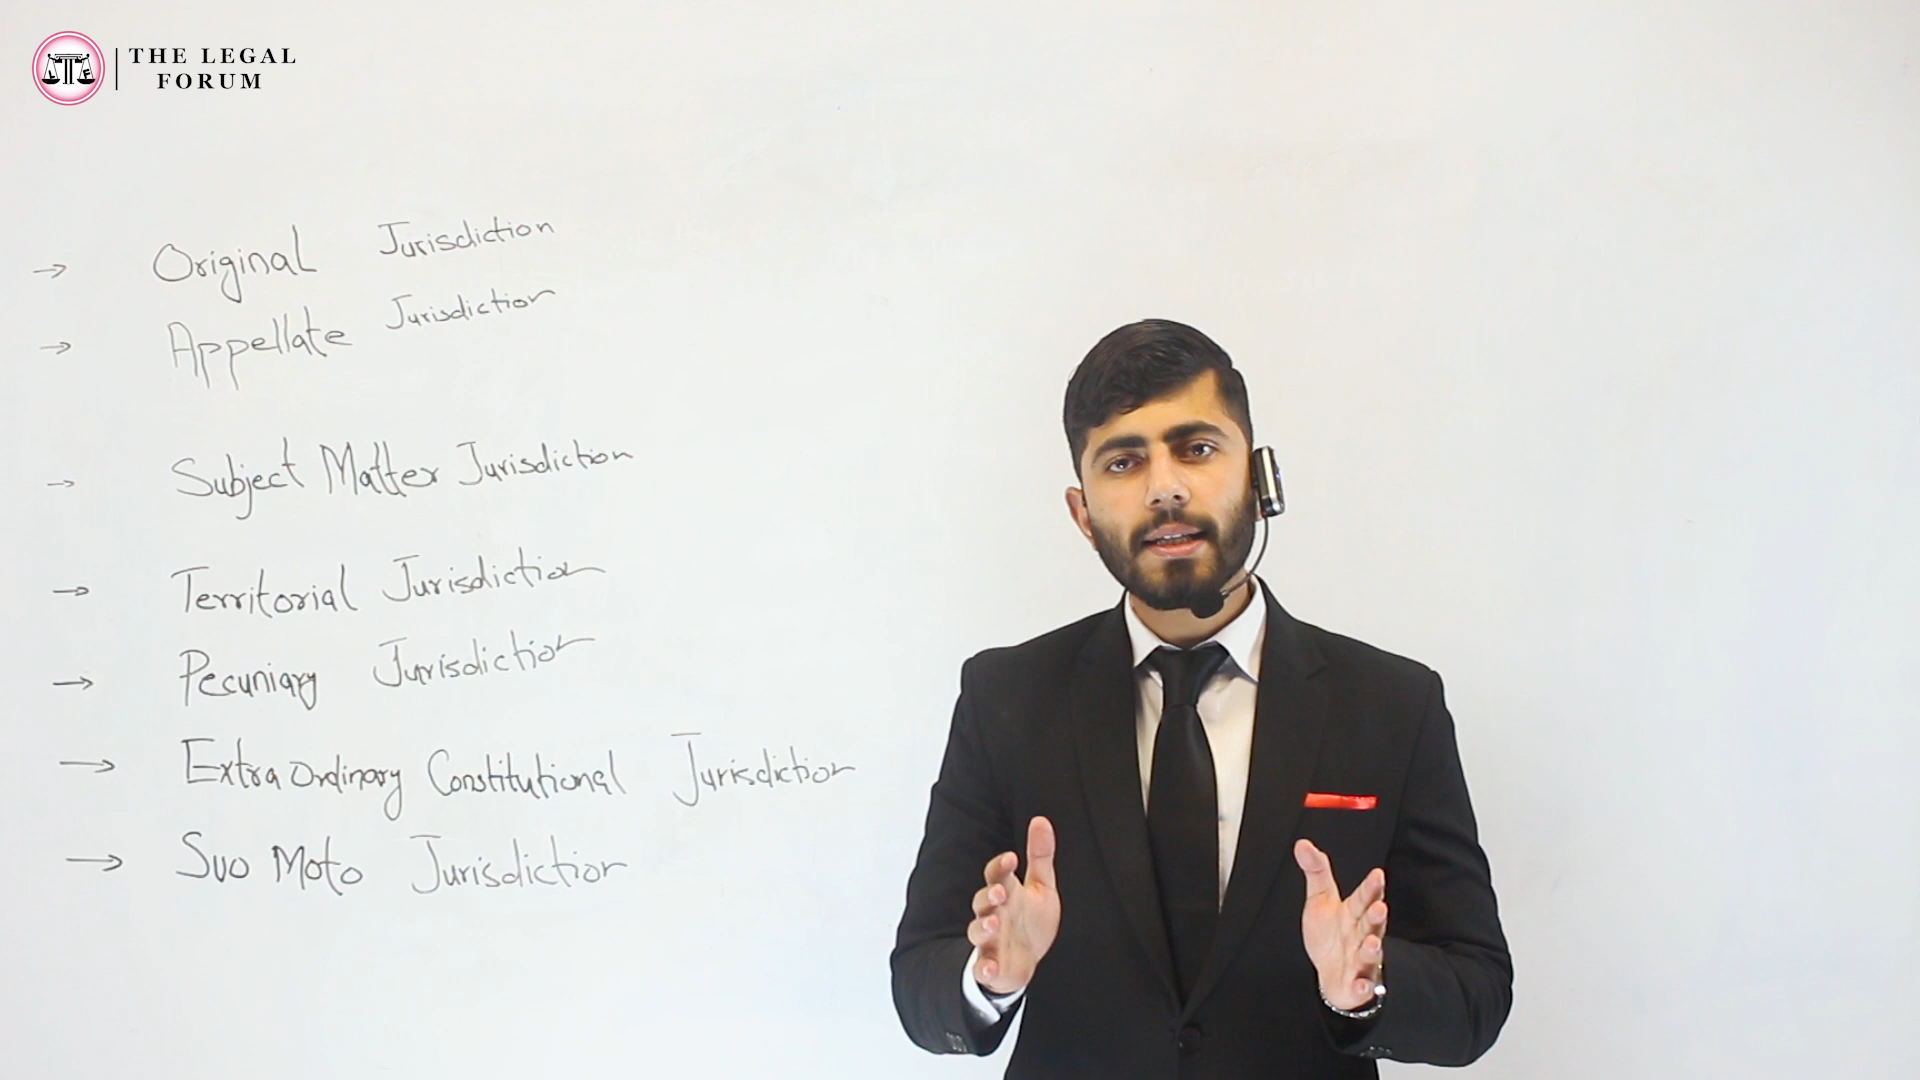 THE LEGAL
FORUM
→ Original Jurisdiction
→ Appellate Jurisdiction
→ Subject Matter Jurisdiction
→ Territorial Jurisdiction
→ Pecuniary Jurisdiction
→ Extra Ordinary Constitutional Jurisdiction
→ Suo Moto Jurisdiction